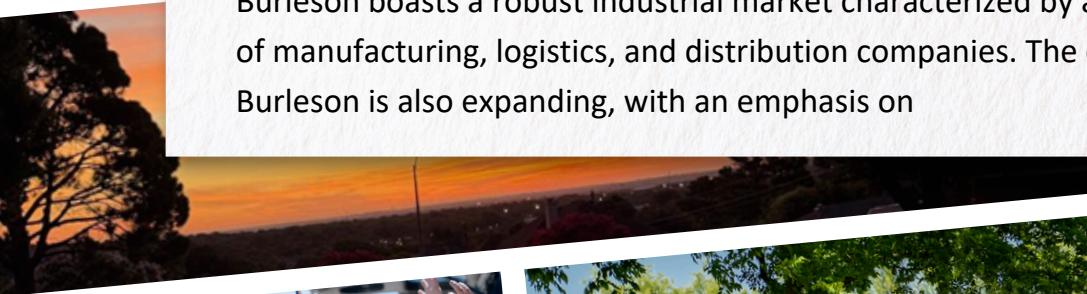 Burleson boasts a robust industrial market characterized by a
of manufacturing, logistics, and distribution companies. The
Burleson is also expanding, with an emphasis on